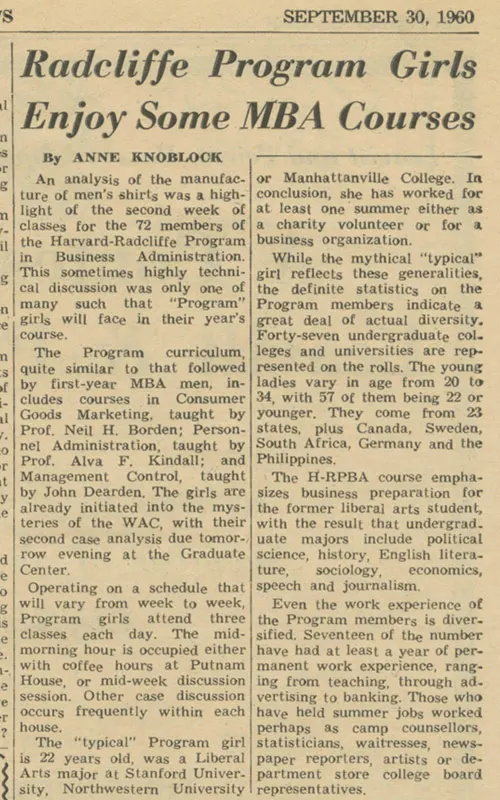 SEPTEMBER 30, 1960
Radcliffe Program Girls
Enjoy Some MBA Courses
By ANNE KNOBLOCK
An analysis of the manufac-
ture of men's shirts was a high-
light of the second week of
classes for the 72 members of
the Harvard-Radcliffe Program
in Business Administration.
This sometimes highly techni-
cal discussion was only one of
many such that "Program"
girls will face in their year's
course.
The Program curriculum,
quite similar to that followed
by first-year MBA men, in-
cludes courses in Consumer
Goods Marketing, taught by
Prof. Neil H. Borden; Person-
nel Administration, taught by
Prof. Alva F. Kindall; and
Management Control, taught
by John Dearden. The girls are
already initiated into the mys-
teries of the WAC, with their
second case analysis due tomor-
row evening at the Graduate
Center.
Operating on a schedule that
will vary from week to week,
Program girls attend three
classes each day. The mid-
morning hour is occupied either
with coffee hours at Putnam
House, or mid-week discussion
session. Other case discussion
occurs frequently within each
house.
The "typical" Program girl
is 22 years old, was a Liberal
Arts major at Stanford Univer-
sity, Northwestern University
or Manhattanville College. In
conclusion, she has worked for
at least one summer either as
a charity volunteer or for a
business organization.
While the mythical "typical"
girl reflects these generalities,
the definite statistics on the
Program members indicate a
great deal of actual diversity.
Forty-seven undergraduate col-
leges and universities are rep-
resented on the rolls. The young
ladies vary in age from 20 to
34, with 57 of them being 22 or
younger. They come from 23
states, plus Canada, Sweden,
South Africa, Germany and the
Philippines.
The H-RPBA course empha-
sizes business preparation for
the former liberal arts student,
with the result that undergrad-
uate majors include political
science, history, English litera-
ture, sociology, economics,
speech and journalism.
Even the work experience of
the Program members is diver-
sified. Seventeen of the number
have had at least a year of per-
manent work experience, rang-
ing from teaching, through ad-
vertising to banking. Those who
have held summer jobs worked
perhaps as camp counsellors,
statisticians, waitresses, news-
paper reporters, artists or de-
partment store college board
representatives.